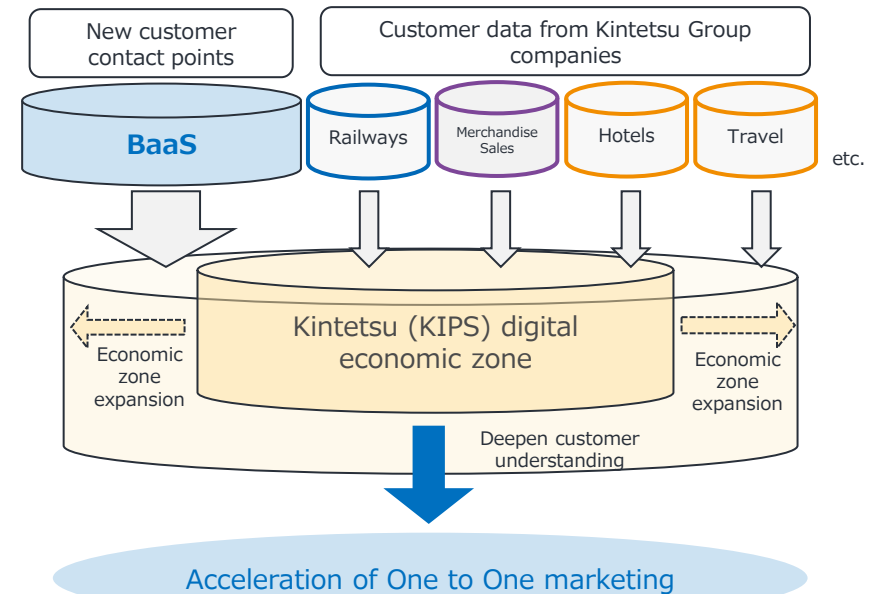 New customer
contact points
Customer data from Kintetsu Group
companies
BaaS
Railways
Merchandise
Sales
Hotels
Travel
etc.
Kintetsu (KIPS) digital
economic zone
Economic
zone
expansion
Economic
zone
expansion
Deepen customer
understanding
Acceleration of One to One marketing